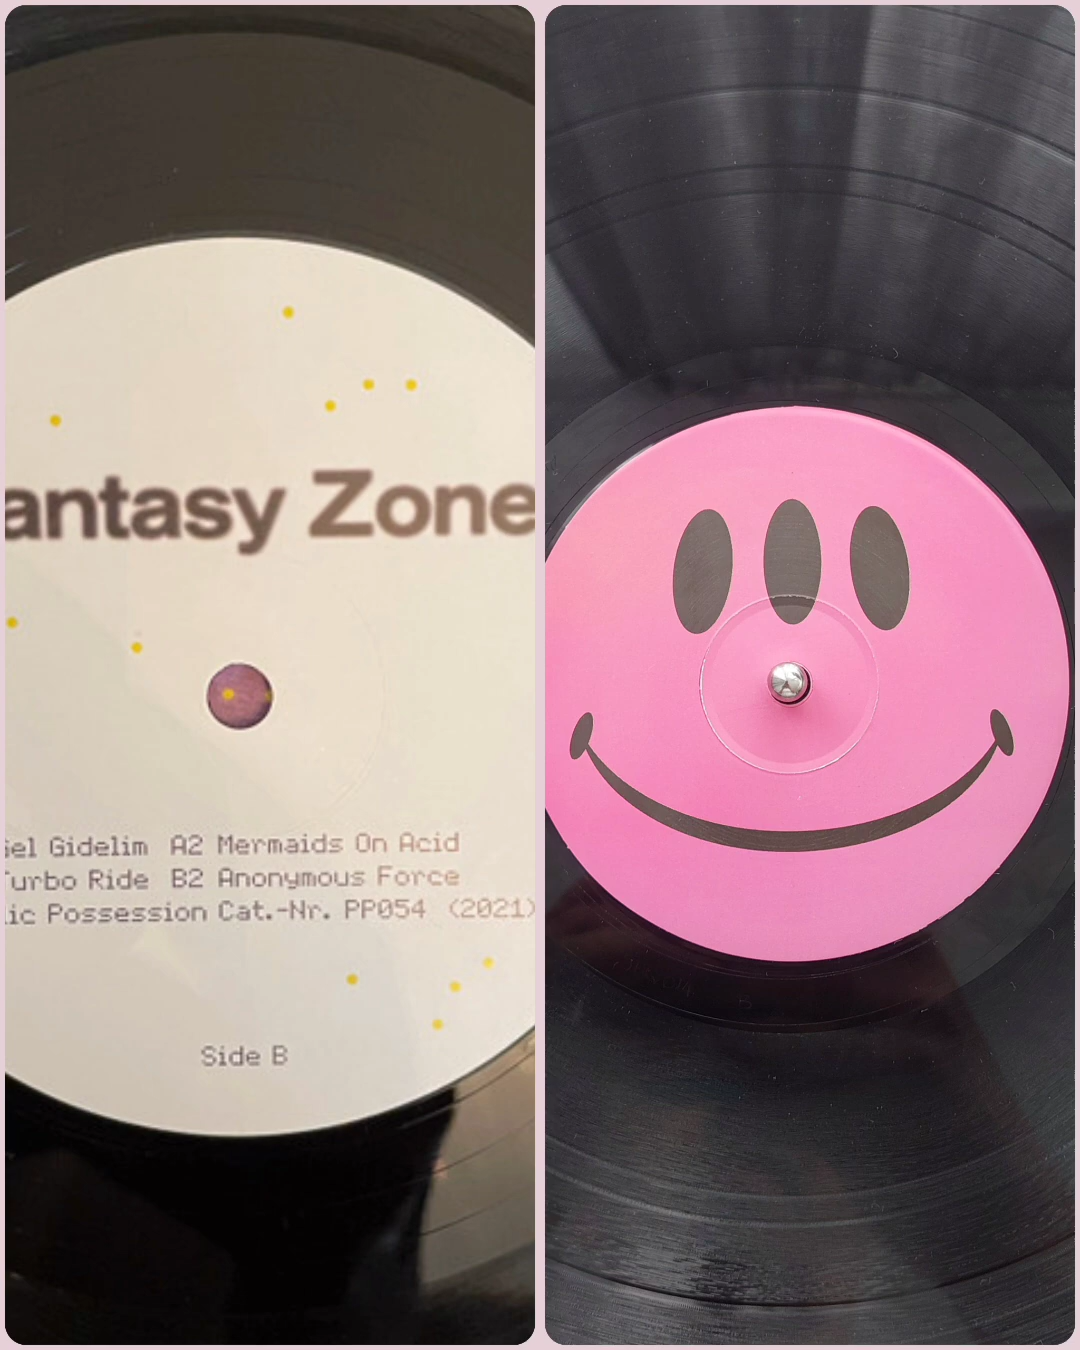 antasy Zone
Gel Gidelim A2 Mermaids On Acid
Turbo Ride B2 Anonymous Force
ic Possession Cat.-Nr. PP054 (2021)
Side B